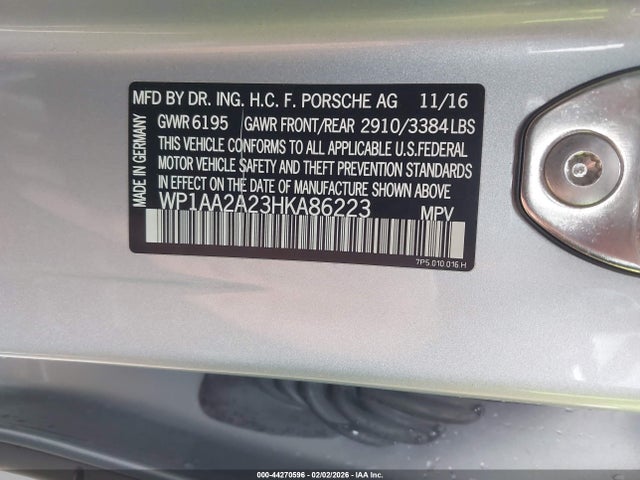 MFD BY DR. ING. H.C. F. PORSCHE AG 11/16
GVWR 6195 GAWR FRONT/REAR 2910/3384 LBS
THIS VEHICLE CONFORMS TO ALL APPLICABLE U.S.FEDERAL
MOTOR VEHICLE SAFETY AND THEFT PREVENTION STANDARDS
IN EFFECT ON THE DATE OF MANUFACTURE SHOWN ABOVE
WP1AA2A23HKA86223 MPV
MADE IN GERMANY
7P5.010.016 H
000-44270596 - 02/02/2026 - IAA Inc.